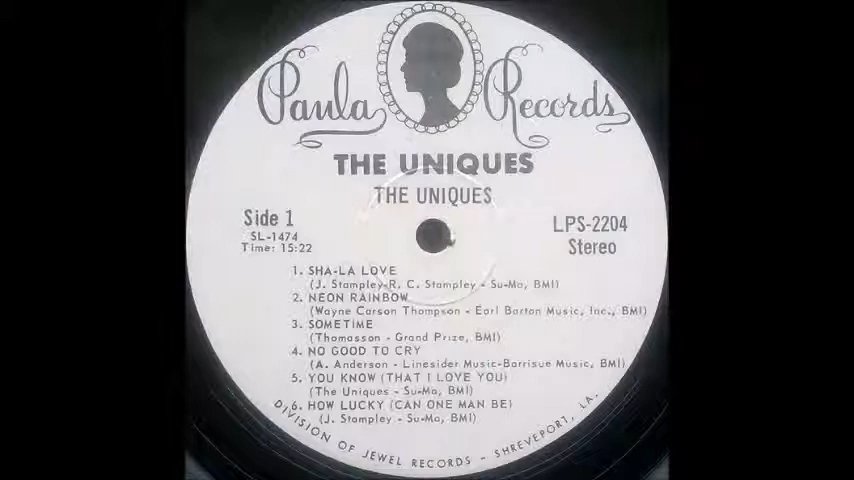 Paula Records
THE UNIQUES
THE UNIQUES
Side 1
SL-1474
Time: 15:22
LPS-2204
Stereo
1. SHA-LA LOVE
(J. Stampley-R. C. Stampley - Su-Ma, BMI)
2. NEON RAINBOW
(Wayne Carson Thompson - Earl Barton Music, Inc., BMI)
3. SOMETIME
(Thomasson - Grand Prize, BMI)
4. NO GOOD TO CRY
(A. Anderson - Linesider Music-Barrisue Music, BMI)
5. YOU KNOW (THAT I LOVE YOU)
(The Uniques - Su-Ma, BMI)
6. HOW LUCKY (CAN ONE MAN BE)
(J. Stampley - Su-Ma, BMI)
DIVISION OF JEWEL RECORDS - SHREVEPORT, LA.